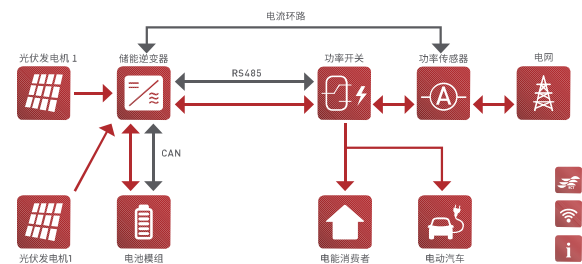 电流环路
光伏发电机 1
储能逆变器
功率开关
功率传感器
电网
RS485
CAN
光伏发电机1
电池模组
电能消费者
电动汽车